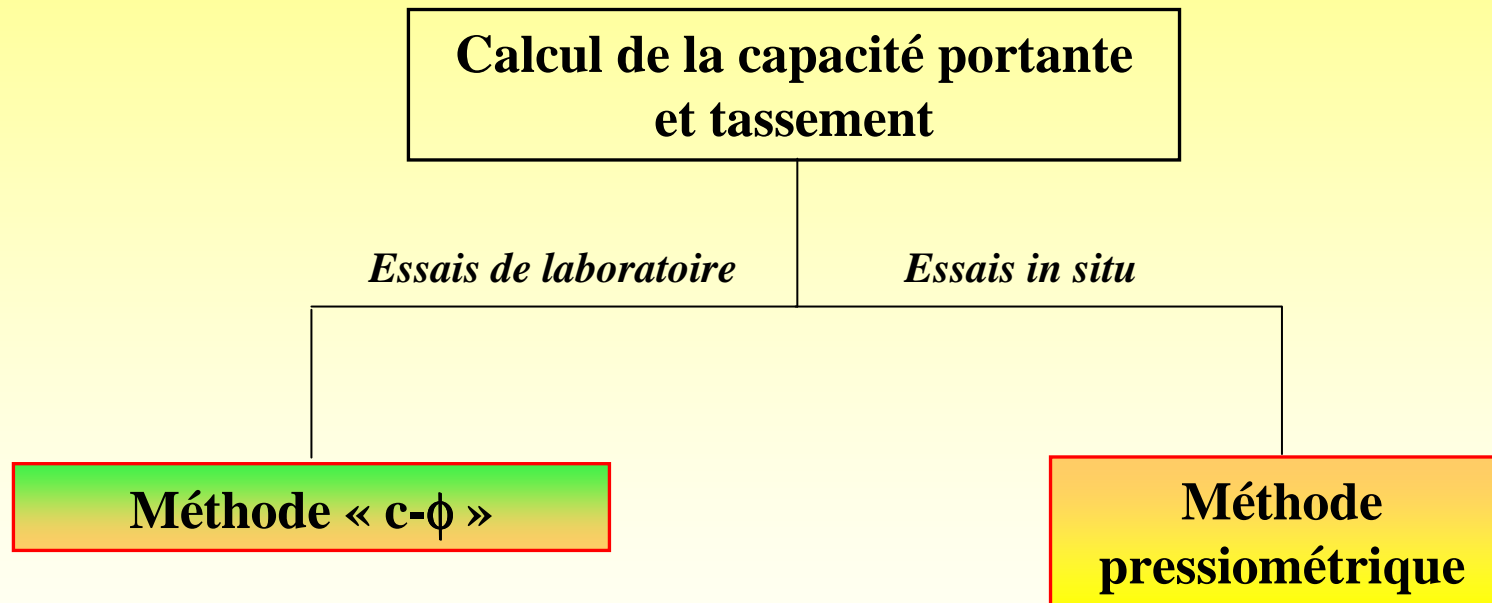 Calcul de la capacité portante
et tassement
Essais de laboratoire
Essais in situ
Méthode « c-ϕ »
Méthode
pressiométrique